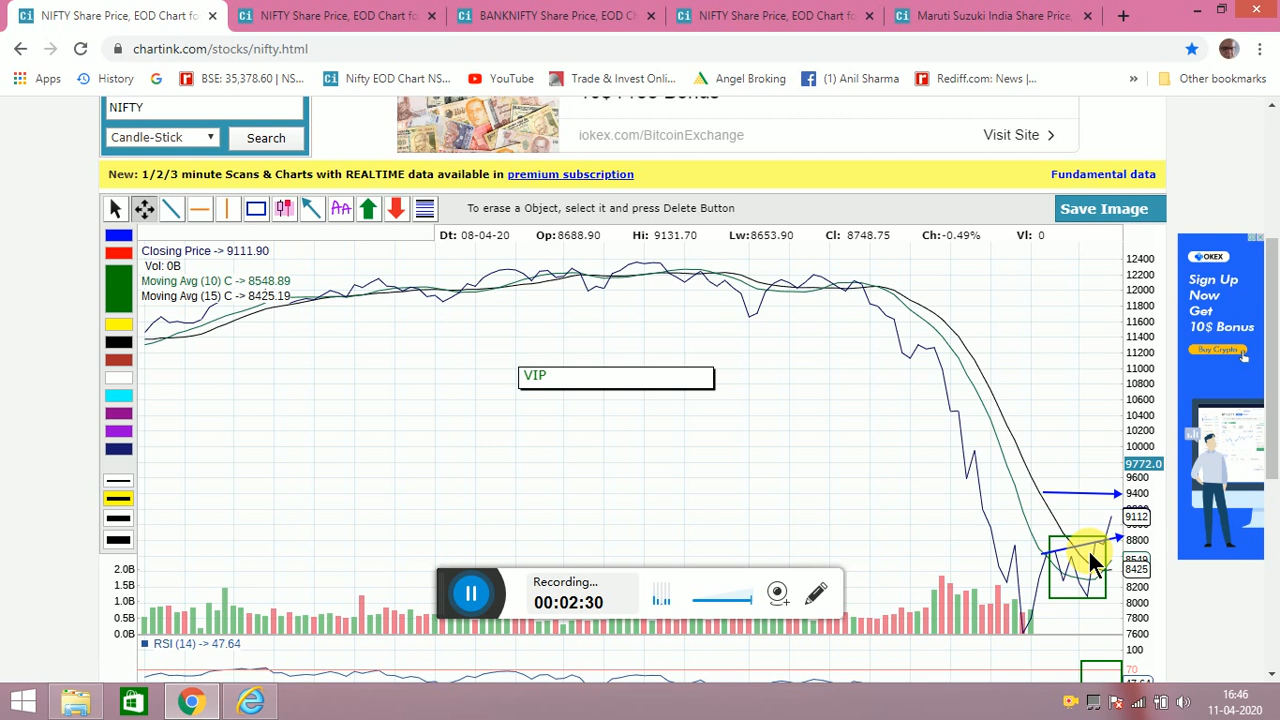 NIFTY Share Price, EOD Chart fo
NIFTY Share Price, EOD Chart for
BANKNIFTY Share Price, EOD Ch
NIFTY Share Price, EOD Chart fo
Maruti Suzuki India Share Price,
chartink.com/stocks/nifty.html
Apps
History
BSE: 35,378.60 | NS...
Nifty EOD Chart NS...
YouTube
Trade & Invest Onli...
Angel Broking
(1) Anil Sharma
Rediff.com: News |...
»
Other bookmarks
NIFTY
Candle-Stick
Search
iokex.com/BitcoinExchange
Visit Site
New: 1/2/3 minute Scans & Charts with REALTIME data available in premium subscription
Fundamental data
To erase a Object, select it and press Delete Button
Save Image
Dt: 08-04-20 Op:8688.90 Hi: 9131.70 Lw:8653.90 Cl: 8748.75 Ch:-0.49% Vl: 0
Closing Price -> 9111.90
Vol: 0B
Moving Avg (10) C -> 8548.89
Moving Avg (15) C -> 8425.19
VIP
12400
12200
12000
11800
11600
11400
11200
11000
10800
10600
10400
10200
10000
9772.0
9600
9400
9112
8800
8549
8425
8200
8000
7800
7600
2.0B
1.5B
1.0B
0.5B
0.0B
RSI (14) -> 47.64
100
70
47.64
Recording...
00:02:30
OKEX
Sign Up
Now
Get
10$ Bonus
Buy Crypto
16:46
11-04-2020